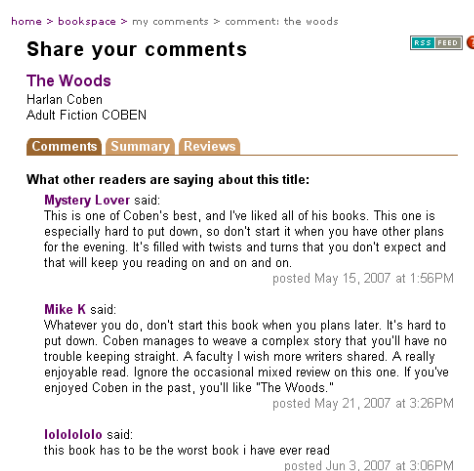 home > bookspace > my comments > comment: the woods
Share your comments
RSS FEED
The Woods
Harlan Coben
Adult Fiction COBEN
Comments Summary Reviews
What other readers are saying about this title:
Mystery Lover said:
This is one of Coben's best, and I've liked all of his books. This one is
especially hard to put down, so don't start it when you have other plans
for the evening. It's filled with twists and turns that you don't expect and
that will keep you reading on and on and on.
posted May 15, 2007 at 1:56PM
Mike K said:
Whatever you do, don't start this book when you plans later. It's hard to
put down. Coben manages to weave a complex story that you'll have no
trouble keeping straight. A faculty I wish more writers shared. A really
enjoyable read. Ignore the occasional mixed review on this one. If you've
enjoyed Coben in the past, you'll like "The Woods."
posted May 21, 2007 at 3:26PM
lololololo said:
this book has to be the worst book i have ever read
posted Jun 3, 2007 at 3:06PM